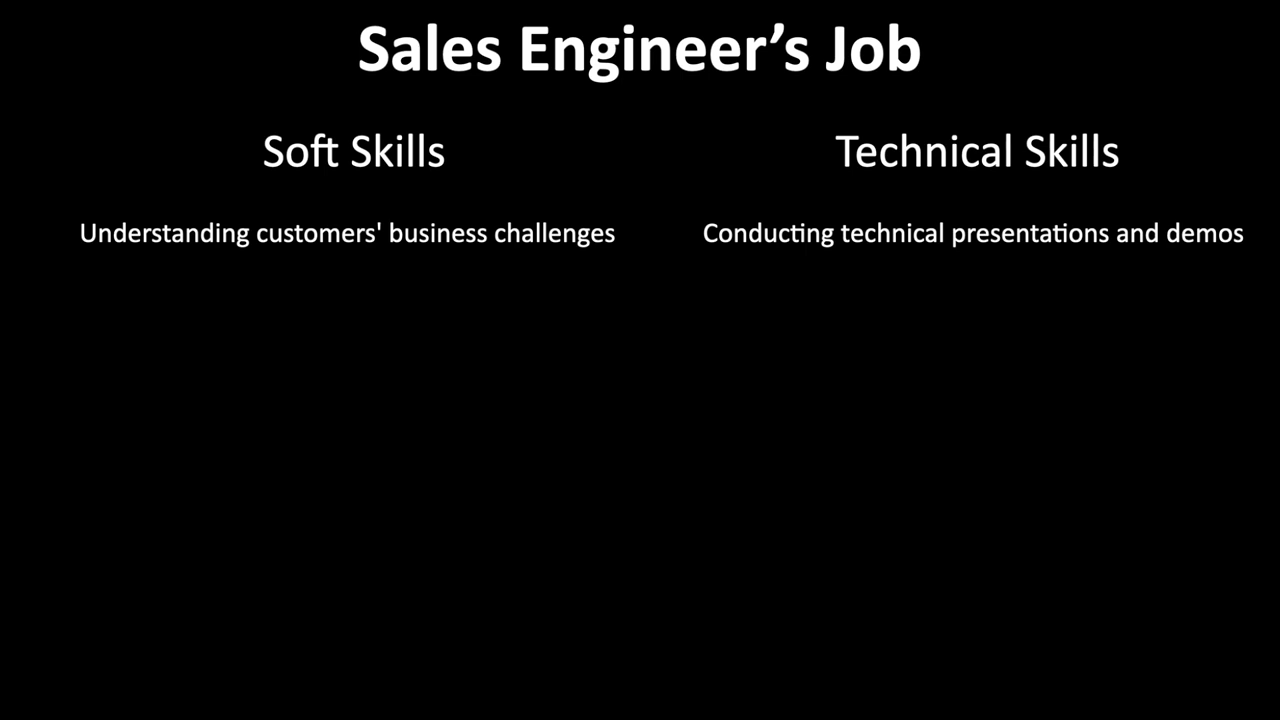 Sales Engineer’s Job
Soft Skills
Technical Skills
Understanding customers' business challenges
Conducting technical presentations and demos